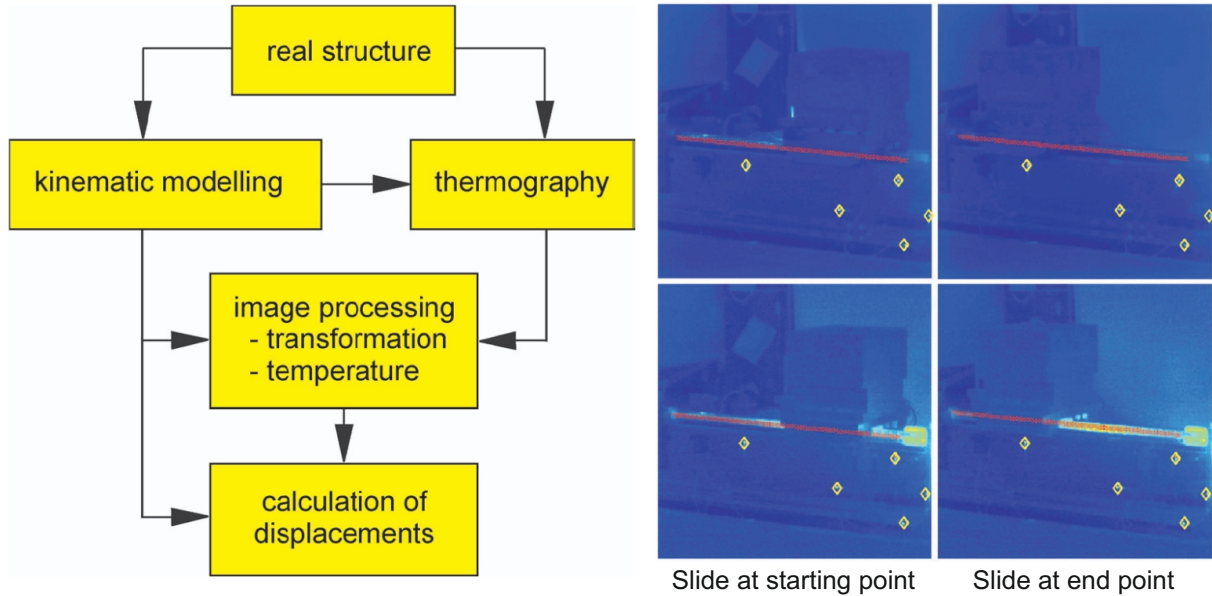 real structure
kinematic modelling
thermography
image processing
- transformation
- temperature
calculation of
displacements
Slide at starting point
Slide at end point